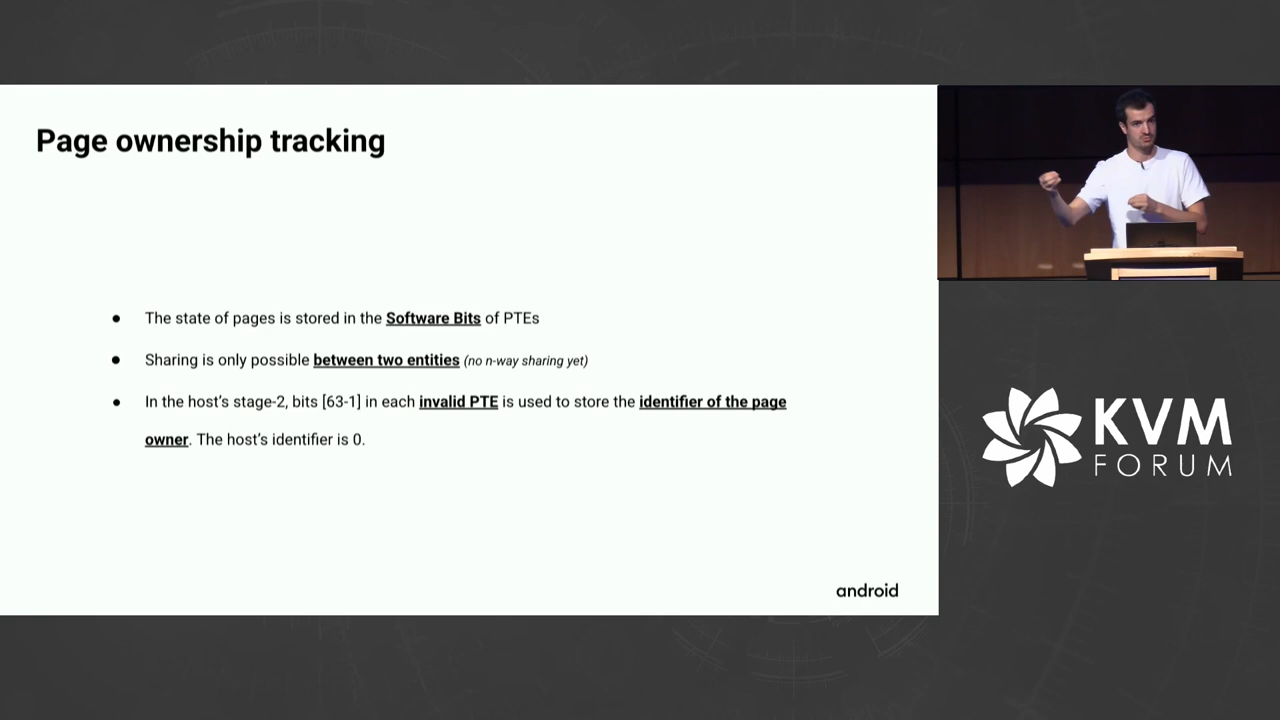 Page ownership tracking
● The state of pages is stored in the Software Bits of PTEs
● Sharing is only possible between two entities (no n-way sharing yet)
● In the host's stage-2, bits [63-1] in each invalid PTE is used to store the identifier of the page
owner. The host's identifier is 0.
android
KVM
FORUM